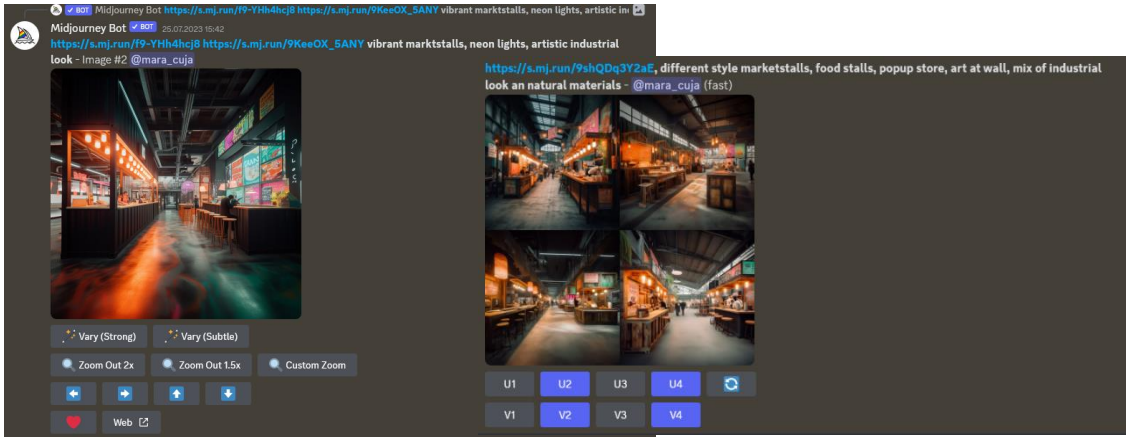 BOT Midjourney Bot https://s.mj.run/f9-YHh4hcj8 https://s.mj.run/9KeeOX_5ANY vibrant marktstalls, neon lights, artistic in
Midjourney Bot BOT 25.07.2023 15:42
https://s.mj.run/f9-YHh4hcj8 https://s.mj.run/9KeeOX_5ANY vibrant marktstalls, neon lights, artistic industrial
look - Image #2 @mara_cuja
Vary (Strong) Vary (Subtle)
Zoom Out 2x Zoom Out 1.5x Custom Zoom
Web
https://s.mj.run/9shQDq3Y2aE, different style marketstalls, food stalls, popup store, art at wall, mix of industrial
look an natural materials - @mara_cuja (fast)
U1 U2 U3 U4
V1 V2 V3 V4